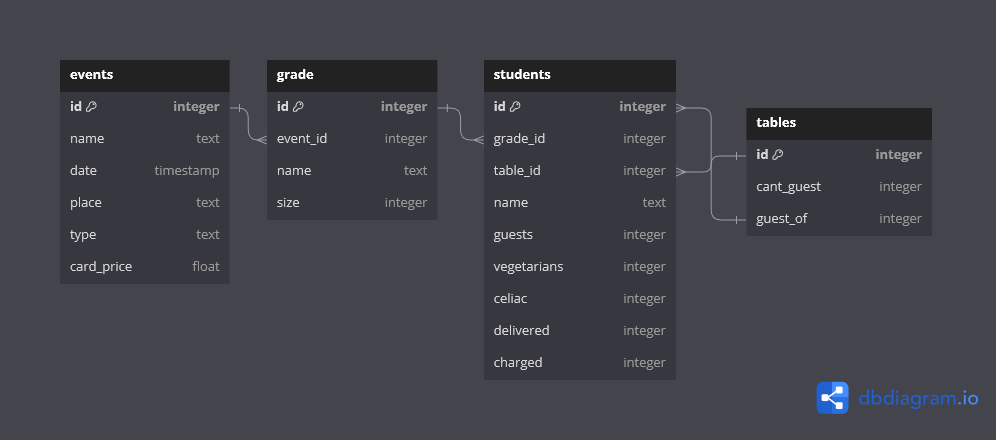 events
id integer
name text
date timestamp
place text
type text
card_price float
grade
id integer
event_id integer
name text
size integer
students
id integer
grade_id integer
table_id integer
name text
guests integer
vegetarians integer
celiac integer
delivered integer
charged integer
tables
id integer
cant_guest integer
guest_of integer
dbdiagram.io